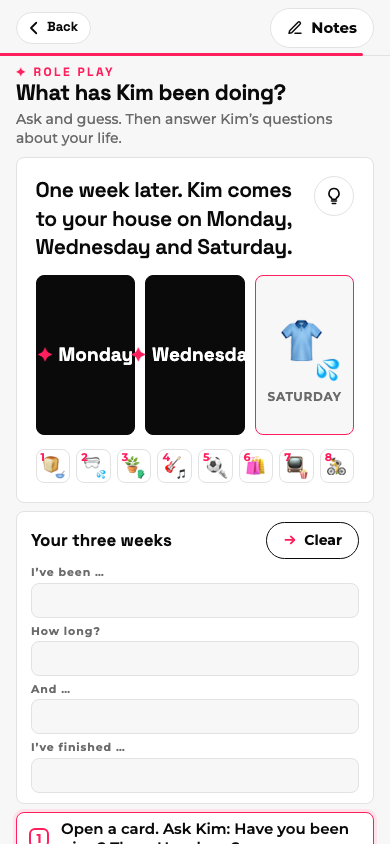 Back
Notes
ROLE PLAY
What has Kim been doing?
Ask and guess. Then answer Kim’s questions
about your life.
One week later. Kim comes
to your house on Monday,
Wednesday and Saturday.
Monday
Wednesda
SATURDAY
1 2 3 4 5 6 7 8
Your three weeks
Clear
I’ve been …
How long?
And …
I’ve finished …
1
Open a card. Ask Kim: Have you been